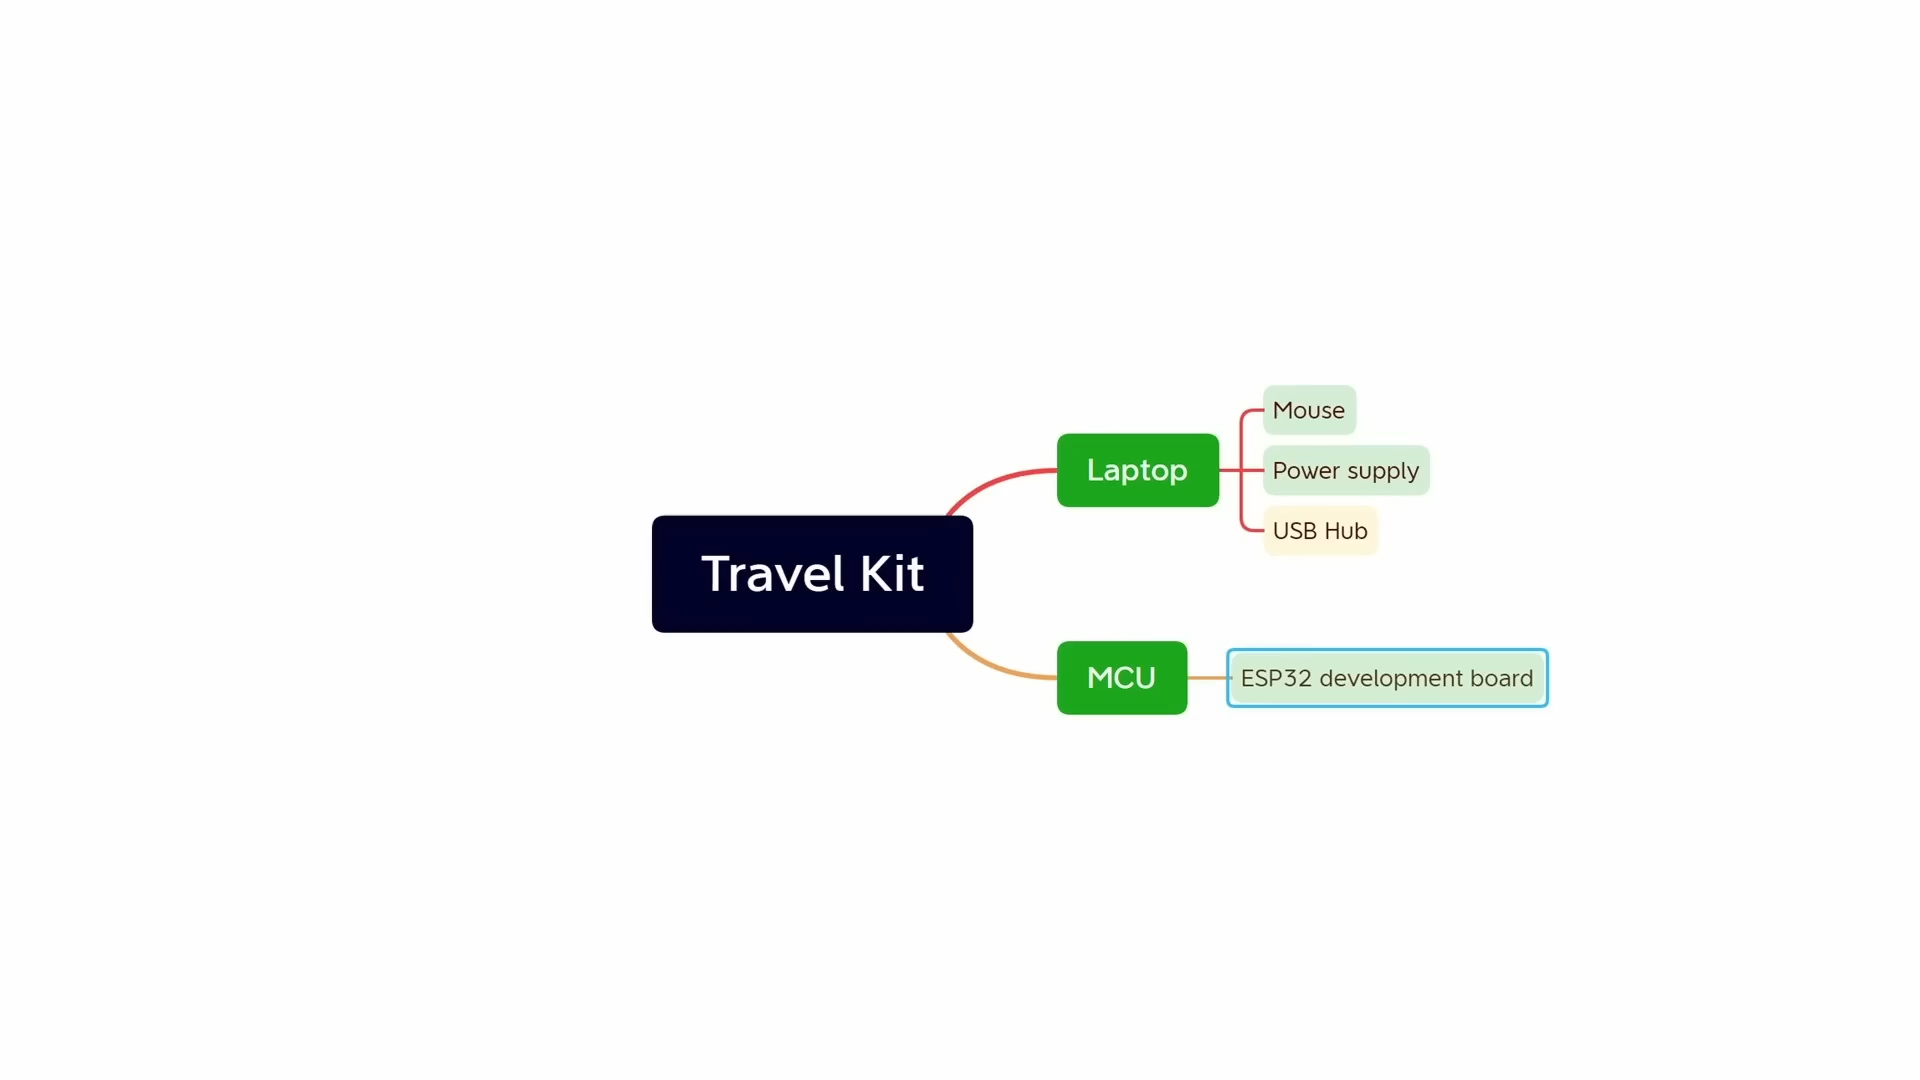 Travel Kit
Laptop
Mouse
Power supply
USB Hub
MCU
ESP32 development board